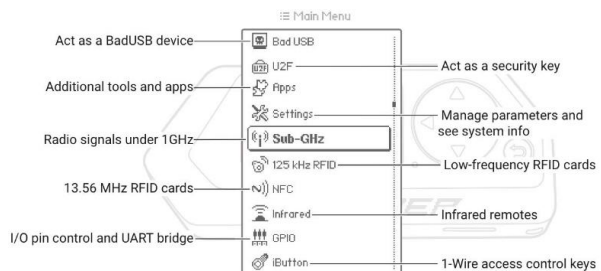 Main Menu
Act as a BadUSB device
Bad USB
U2F
Act as a security key
Additional tools and apps
Apps
Settings
Manage parameters and
see system info
Radio signals under 1GHz
Sub-GHz
125 kHz RFID
Low-frequency RFID cards
13.56 MHz RFID cards
NFC
Infrared
Infrared remotes
I/O pin control and UART bridge
GPIO
iButton
1-Wire access control keys